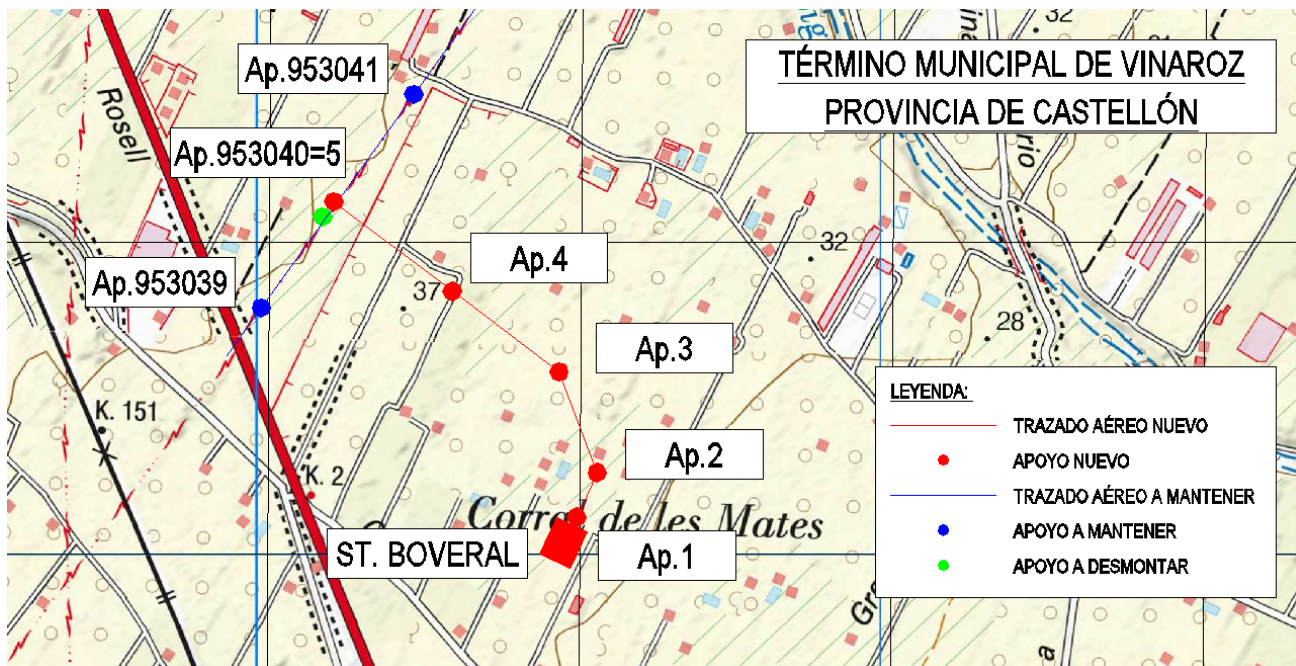 Ap.953041
TÉRMINO MUNICIPAL DE VINAROZ
PROVINCIA DE CASTELLÓN
32
Rosell
Ap.953040=5
Ap.953039
Ap.4
32
37
28
Ap.3
K. 151
K. 2
Ap.2
Corral de les Mates
ST. BOVERAL
Ap.1
LEYENDA:
TRAZADO AÉREO NUEVO
APOYO NUEVO
TRAZADO AÉREO A MANTENER
APOYO A MANTENER
APOYO A DESMONTAR